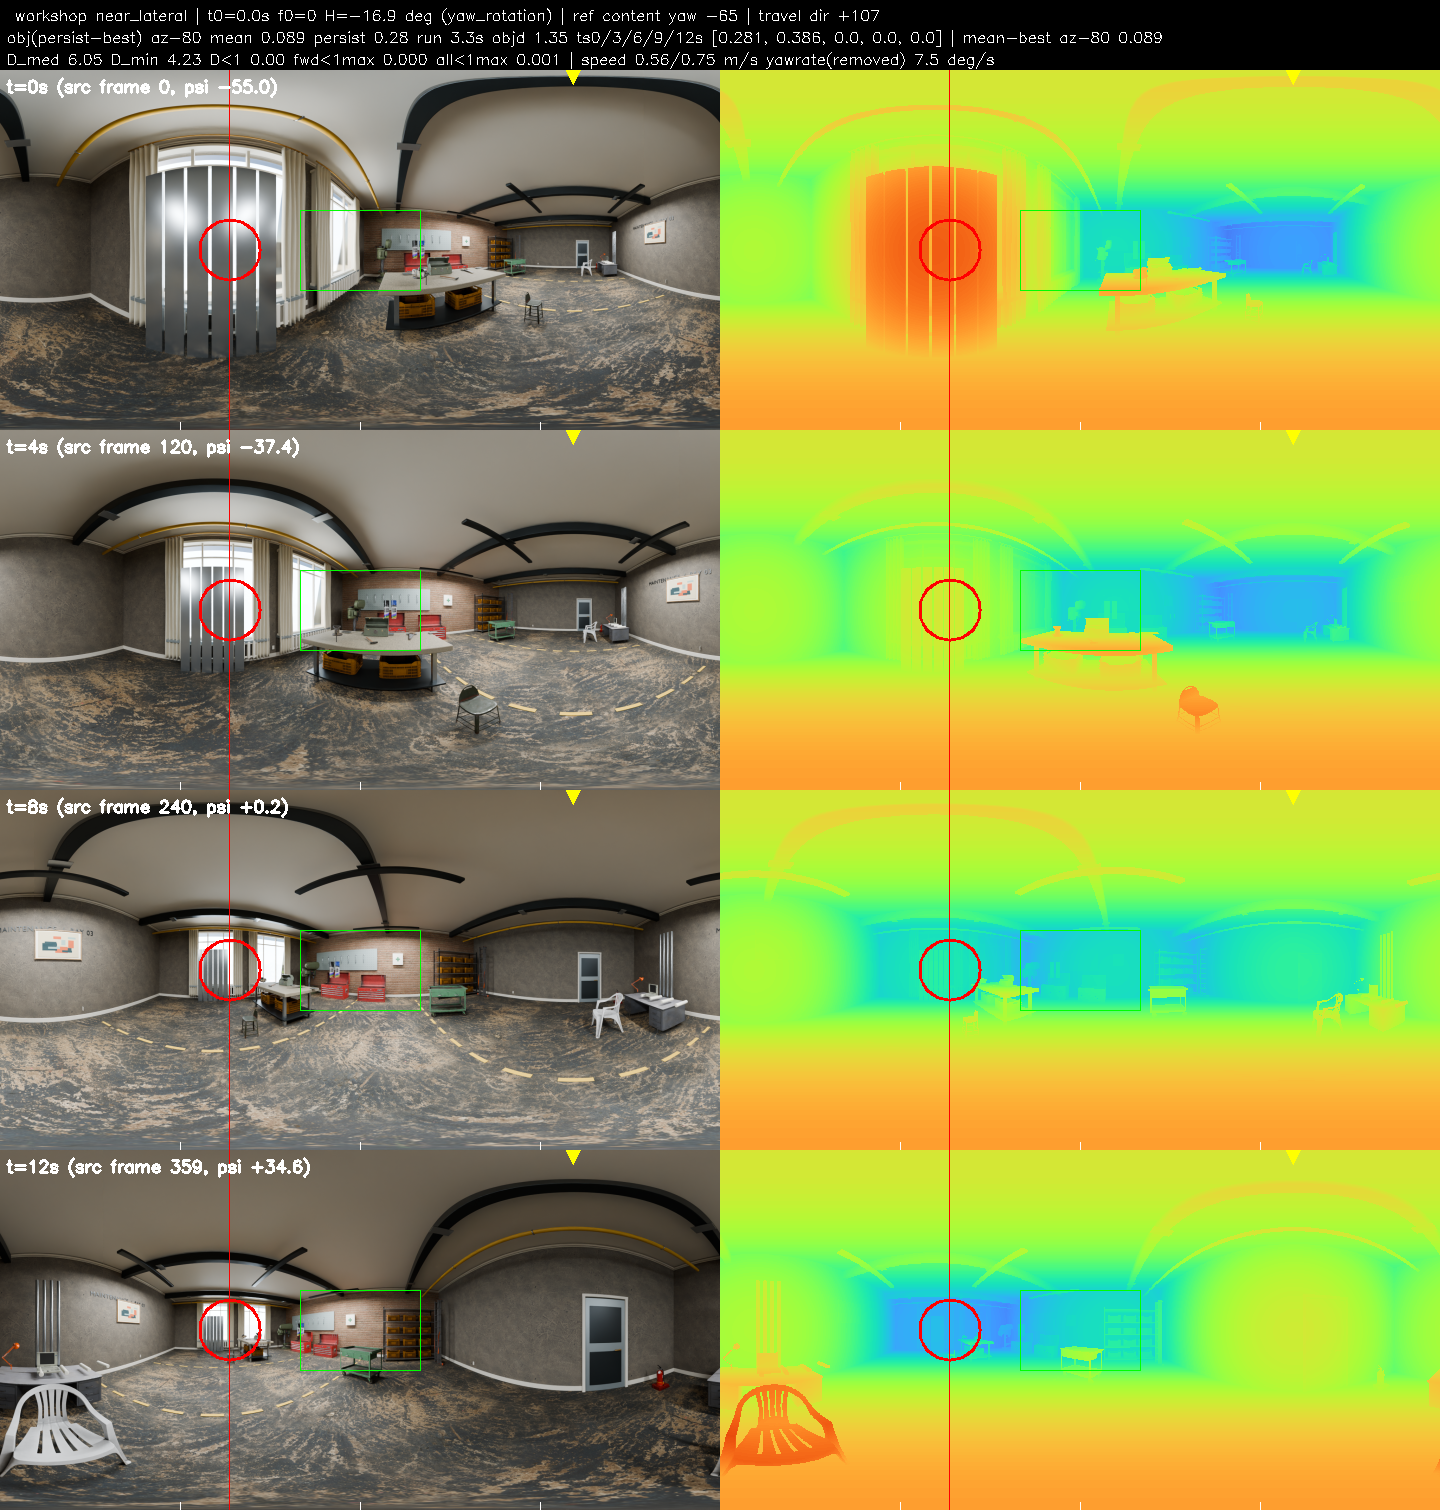 workshop near_lateral | t0=0.0s f0=0 H=-16.9 deg (yaw_rotation) | ref content yaw -65 | travel dir +107
obj(persist-best) az-80 mean 0.089 persist 0.28 run 3.3s objd 1.35 ts0/3/6/9/12s [0.281, 0.386, 0.0, 0.0, 0.0] | mean-best az-80 0.089
D_med 6.05 D_min 4.23 D<1 0.00 fwd<1max 0.000 all<1max 0.001 | speed 0.56/0.75 m/s yawrate(removed) 7.5 deg/s
t=0s (src frame 0, psi -55.0)
t=4s (src frame 120, psi -37.4)
t=8s (src frame 240, psi +0.2)
t=12s (src frame 359, psi +34.6)